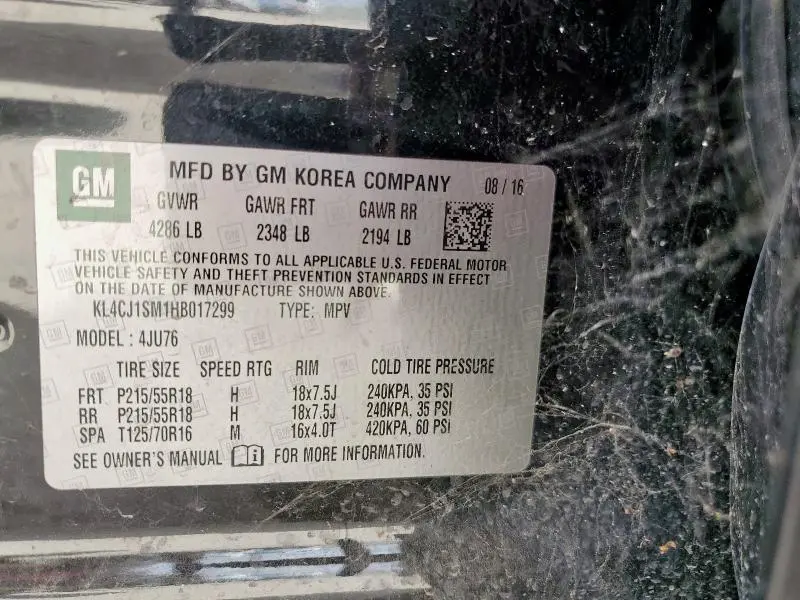 GM
MFD BY GM KOREA COMPANY 08 / 16
GVWR GAWR FRT GAWR RR
4286 LB 2348 LB 2194 LB
THIS VEHICLE CONFORMS TO ALL APPLICABLE U.S. FEDERAL MOTOR
VEHICLE SAFETY AND THEFT PREVENTION STANDARDS IN EFFECT
ON THE DATE OF MANUFACTURE SHOWN ABOVE.
KL4CJ1SM1HB017299 TYPE: MPV
MODEL : 4JU76
TIRE SIZE SPEED RTG RIM COLD TIRE PRESSURE
FRT P215/55R18 H 18x7.5J 240KPA, 35 PSI
RR P215/55R18 H 18x7.5J 240KPA, 35 PSI
SPA T125/70R16 M 16x4.0T 420KPA, 60 PSI
SEE OWNER'S MANUAL FOR MORE INFORMATION.